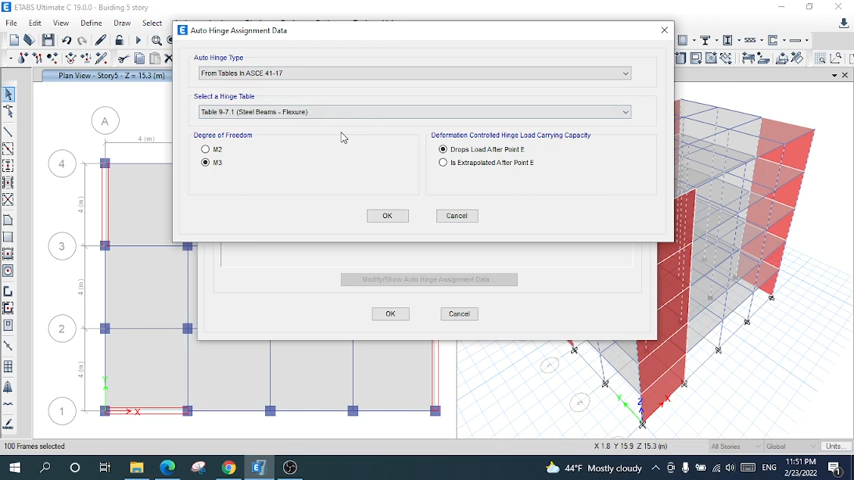 ETABS Ultimate C 19.0.0 - Buiding 5 story
File Edit View Define Draw Select
Plan View - Story5 - Z = 15.3 (m)
Auto Hinge Assignment Data
Auto Hinge Type
From Tables In ASCE 41-17
Select a Hinge Table
Table 9-7.1 (Steel Beams - Flexure)
Degree of Freedom
M2
M3
Deformation Controlled Hinge Load Carrying Capacity
Drops Load After Point E
Is Extrapolated After Point E
OK Cancel
Modify/Show Auto Hinge Assignment Data...
OK Cancel
A
4 (m)
4
4 (m)
3
2
4 (m)
1
Y
X
Z
Y X
100 Frames selected
X 1.8 Y 15.9 Z 15.3 (m)
All Stories
Global
Units...
44°F Mostly cloudy
ENG
11:51 PM
2/23/2022